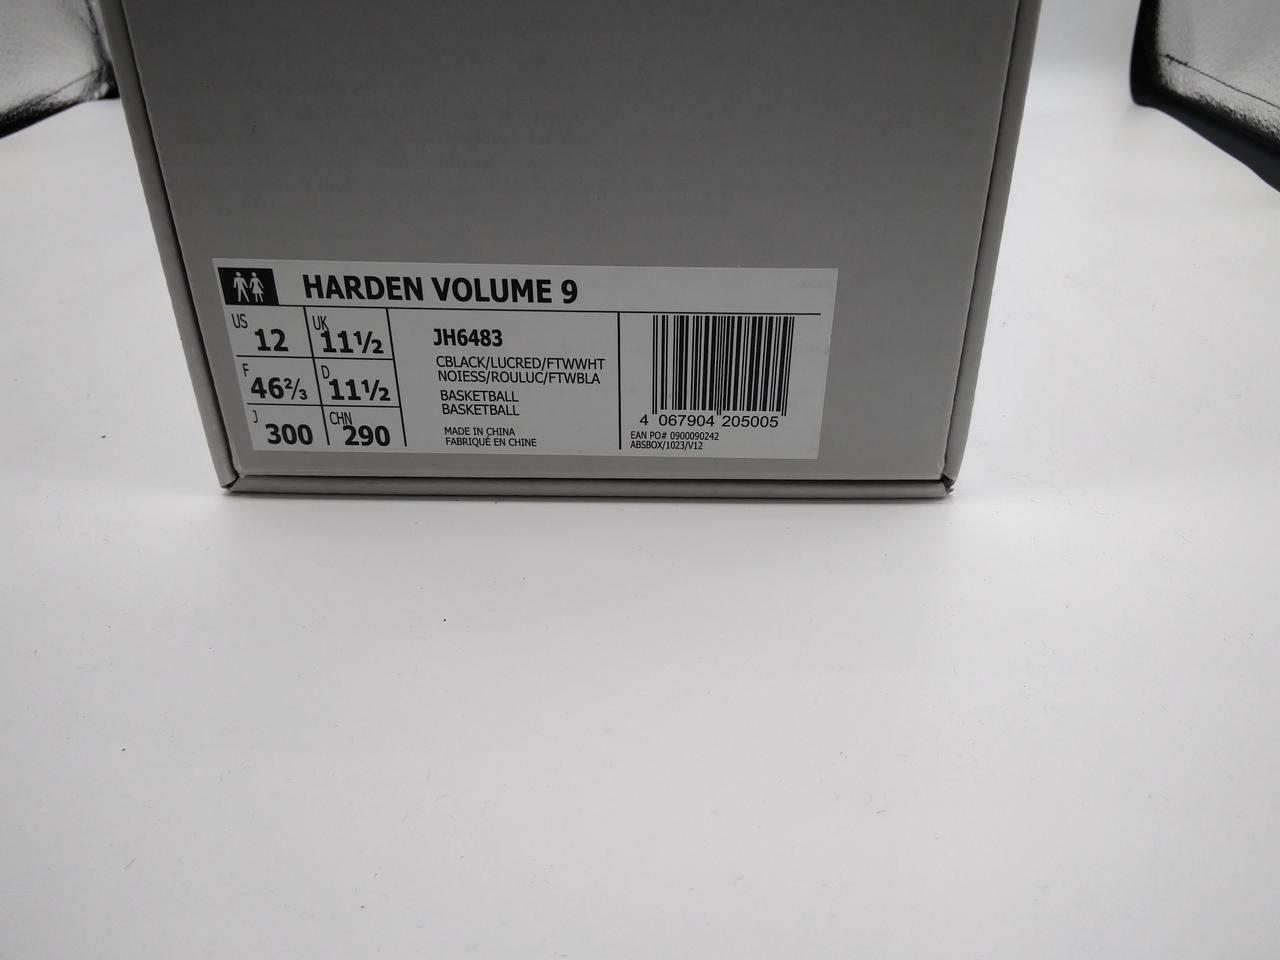 HARDEN VOLUME 9
US 12 UK 11½
F 46⅔ D 11½
J 300 CHN 290
JH6483
CBLACK/LUCRED/FTWWHT
NOIESS/ROULUC/FTWBLA
BASKETBALL
BASKETBALL
MADE IN CHINA
FABRIQUÉ EN CHINE
4 067904 205005
EAN PO# 0900090242
ABSBOX/1023/V12